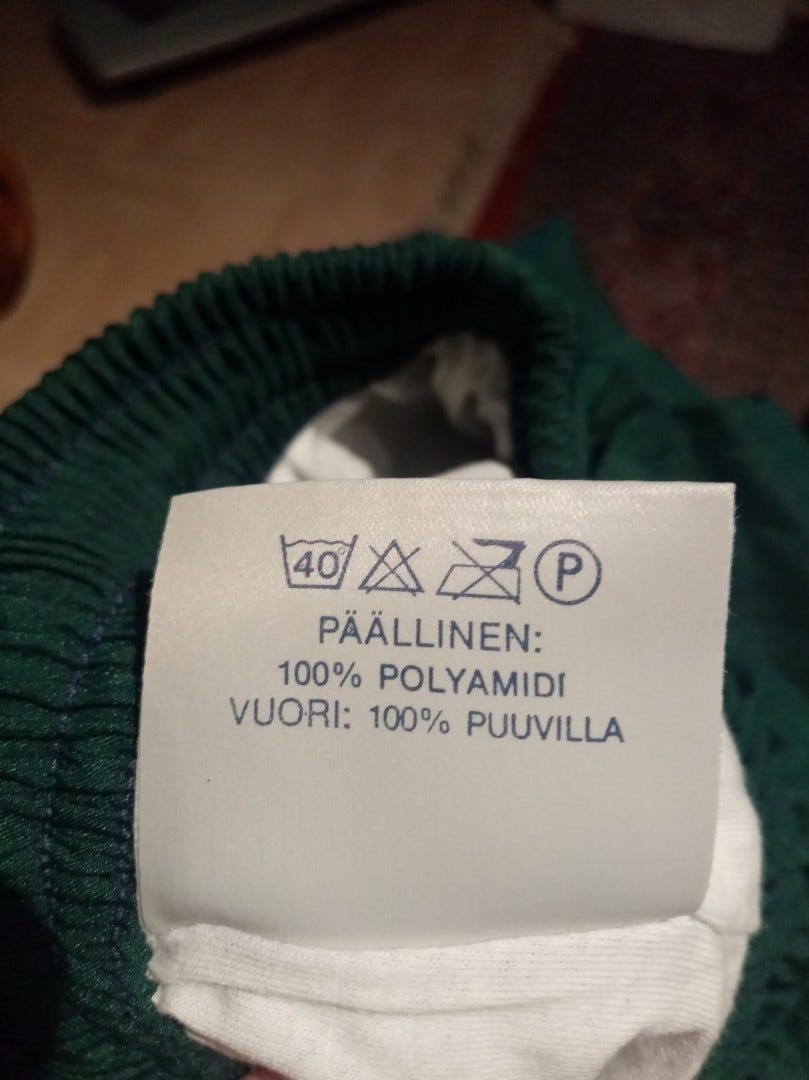 40° P
PÄÄLLINEN:
100% POLYAMIDI
VUORI: 100% PUUVILLA